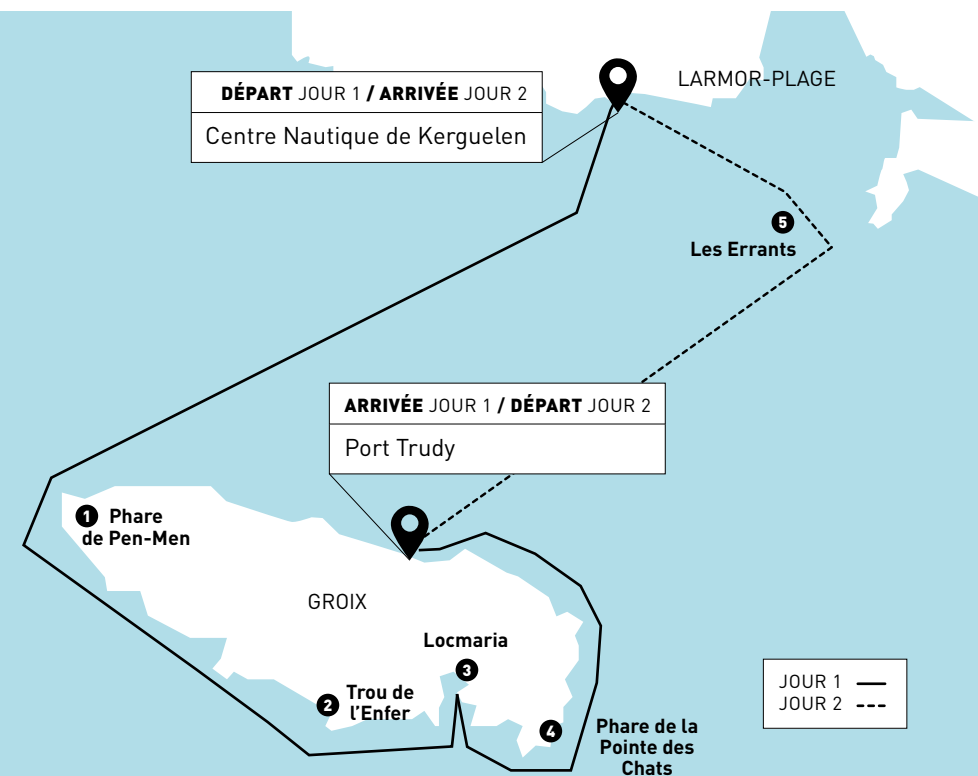 LARMOR-PLAGE
DÉPART JOUR 1 / ARRIVÉE JOUR 2
Centre Nautique de Kerguelen
5
Les Errants
ARRIVÉE JOUR 1 / DÉPART JOUR 2
Port Trudy
1 Phare
de Pen-Men
GROIX
Locmaria
3
2 Trou de
l'Enfer
4 Phare de la
Pointe des
Chats
JOUR 1
JOUR 2